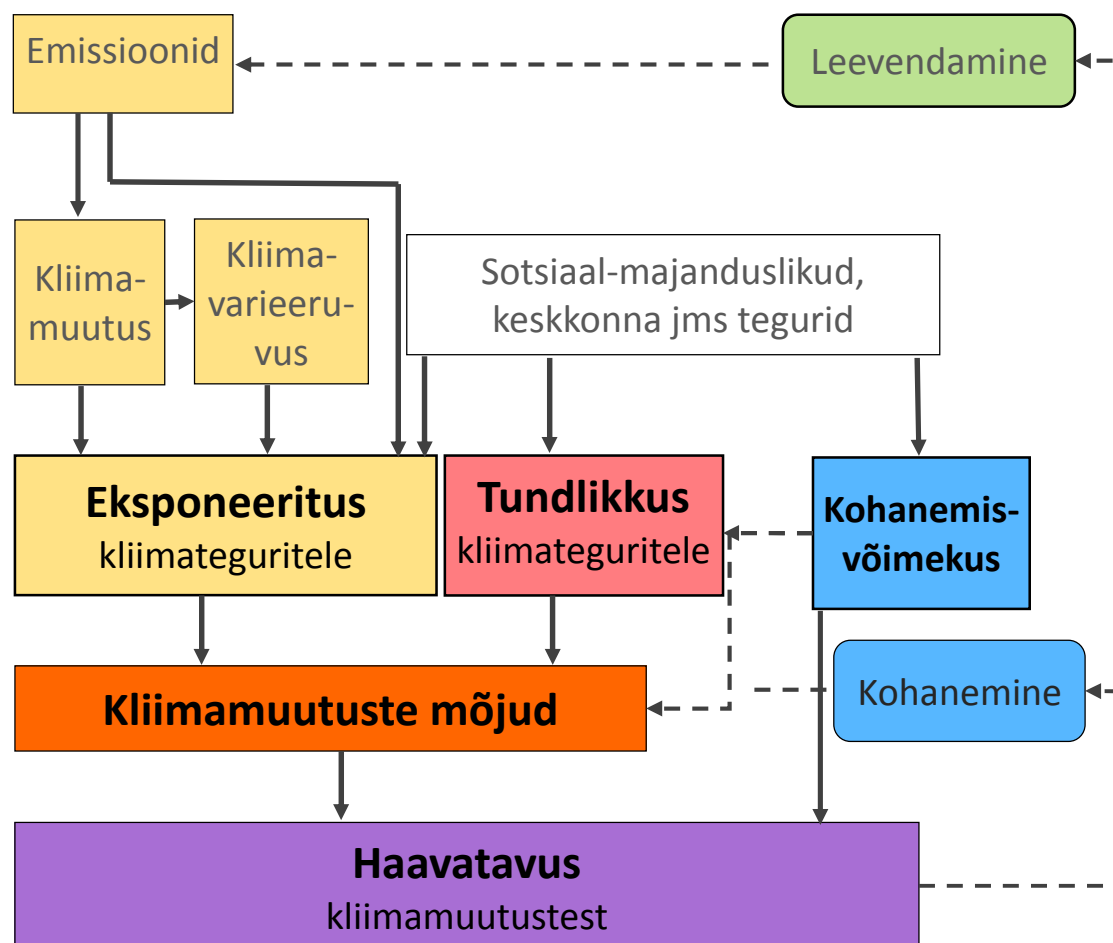 Emissioonid
Leevendamine
Kliima-
muutus
Kliima-
varieeru-
vus
Sotsiaal-majanduslikud,
keskkonna jms tegurid
Eksponeeritus
kliimateguritele
Tundlikkus
kliimateguritele
Kohanemis-
võimekus
Kliimamuutuste mõjud
Kohanemine
Haavatavus
kliimamuutustest